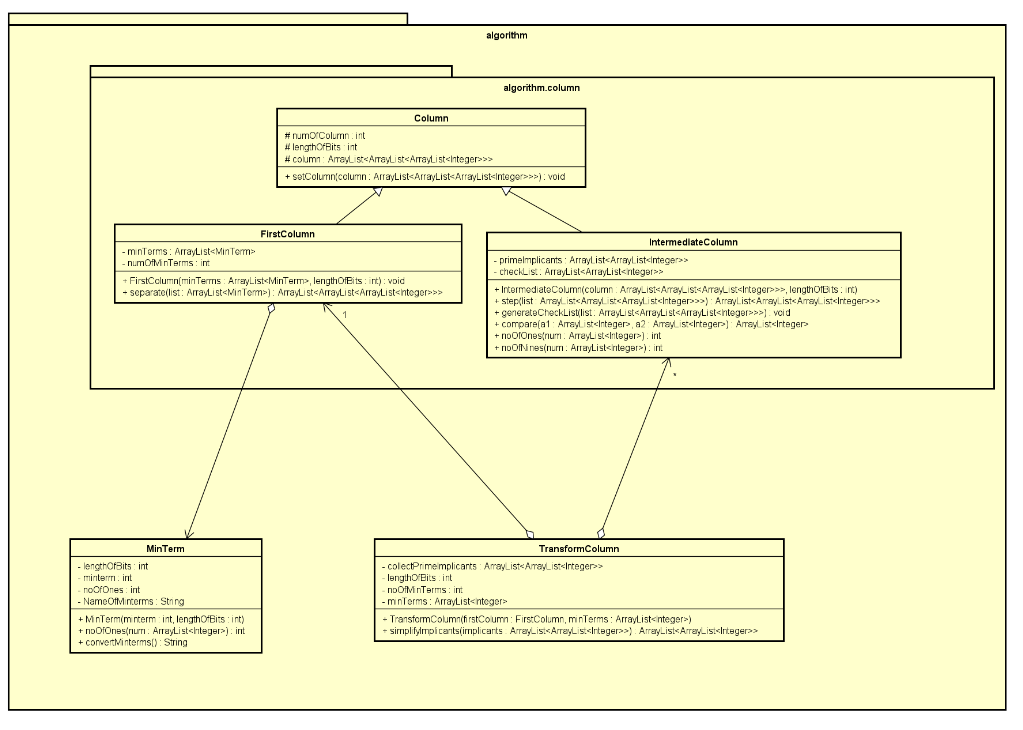 algorithm
algorithm.column
Column
# numOfColumn : int
# lengthOfBits : int
# column : ArrayList<ArrayList<ArrayList<Integer>>>
+ setColumn(column : ArrayList<ArrayList<ArrayList<Integer>>>) : void
FirstColumn
- minTerms : ArrayList<MinTerm>
- numOfMinTerms : int
+ FirstColumn(minTerms : ArrayList<MinTerm>, lengthOfBits : int) : void
+ separate(list : ArrayList<MinTerm>) : ArrayList<ArrayList<ArrayList<Integer>>>
IntermediateColumn
- primeImplicants : ArrayList<ArrayList<Integer>>
- checkList : ArrayList<ArrayList<Integer>>
+ IntermediateColumn(column : ArrayList<ArrayList<ArrayList<Integer>>>, lengthOfBits : int)
+ step(list : ArrayList<ArrayList<ArrayList<Integer>>>) : ArrayList<ArrayList<ArrayList<Integer>>>
+ generateCheckList(list : ArrayList<ArrayList<ArrayList<Integer>>>) : void
+ compare(a1 : ArrayList<Integer>, a2 : ArrayList<Integer>) : ArrayList<Integer>
+ noOfOnes(num : ArrayList<Integer>) : int
+ noOfNines(num : ArrayList<Integer>) : int
1
*
MinTerm
- lengthOfBits : int
- minterm : int
- noOfOnes : int
- NameOfMinterms : String
+ MinTerm(minterm : int, lengthOfBits : int)
+ noOfOnes(num : ArrayList<Integer>) : int
+ convertMinterms() : String
TransformColumn
- collectPrimeImplicants : ArrayList<ArrayList<Integer>>
- lengthOfBits : int
- noOfMinTerms : int
- minTerms : ArrayList<Integer>
+ TransformColumn(firstColumn : FirstColumn, minTerms : ArrayList<Integer>)
+ simplifyImplicants(implicants : ArrayList<ArrayList<Integer>>) : ArrayList<ArrayList<Integer>>